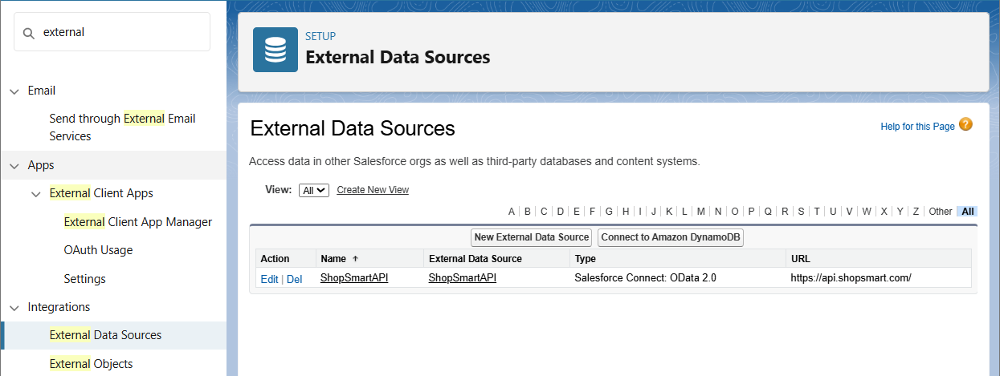 external
Email
Send through External Email
Services
Apps
External Client Apps
External Client App Manager
OAuth Usage
Settings
Integrations
External Data Sources
External Objects
SETUP
External Data Sources
External Data Sources
Help for this Page ?
Access data in other Salesforce orgs as well as third-party databases and content systems.
View: All Create New View
A | B | C | D | E | F | G | H | I | J | K | L | M | N | O | P | Q | R | S | T | U | V | W | X | Y | Z | Other | All
New External Data Source Connect to Amazon DynamoDB
Action Name ↑ External Data Source Type URL
Edit | Del ShopSmartAPI ShopSmartAPI Salesforce Connect: OData 2.0 https://api.shopsmart.com/